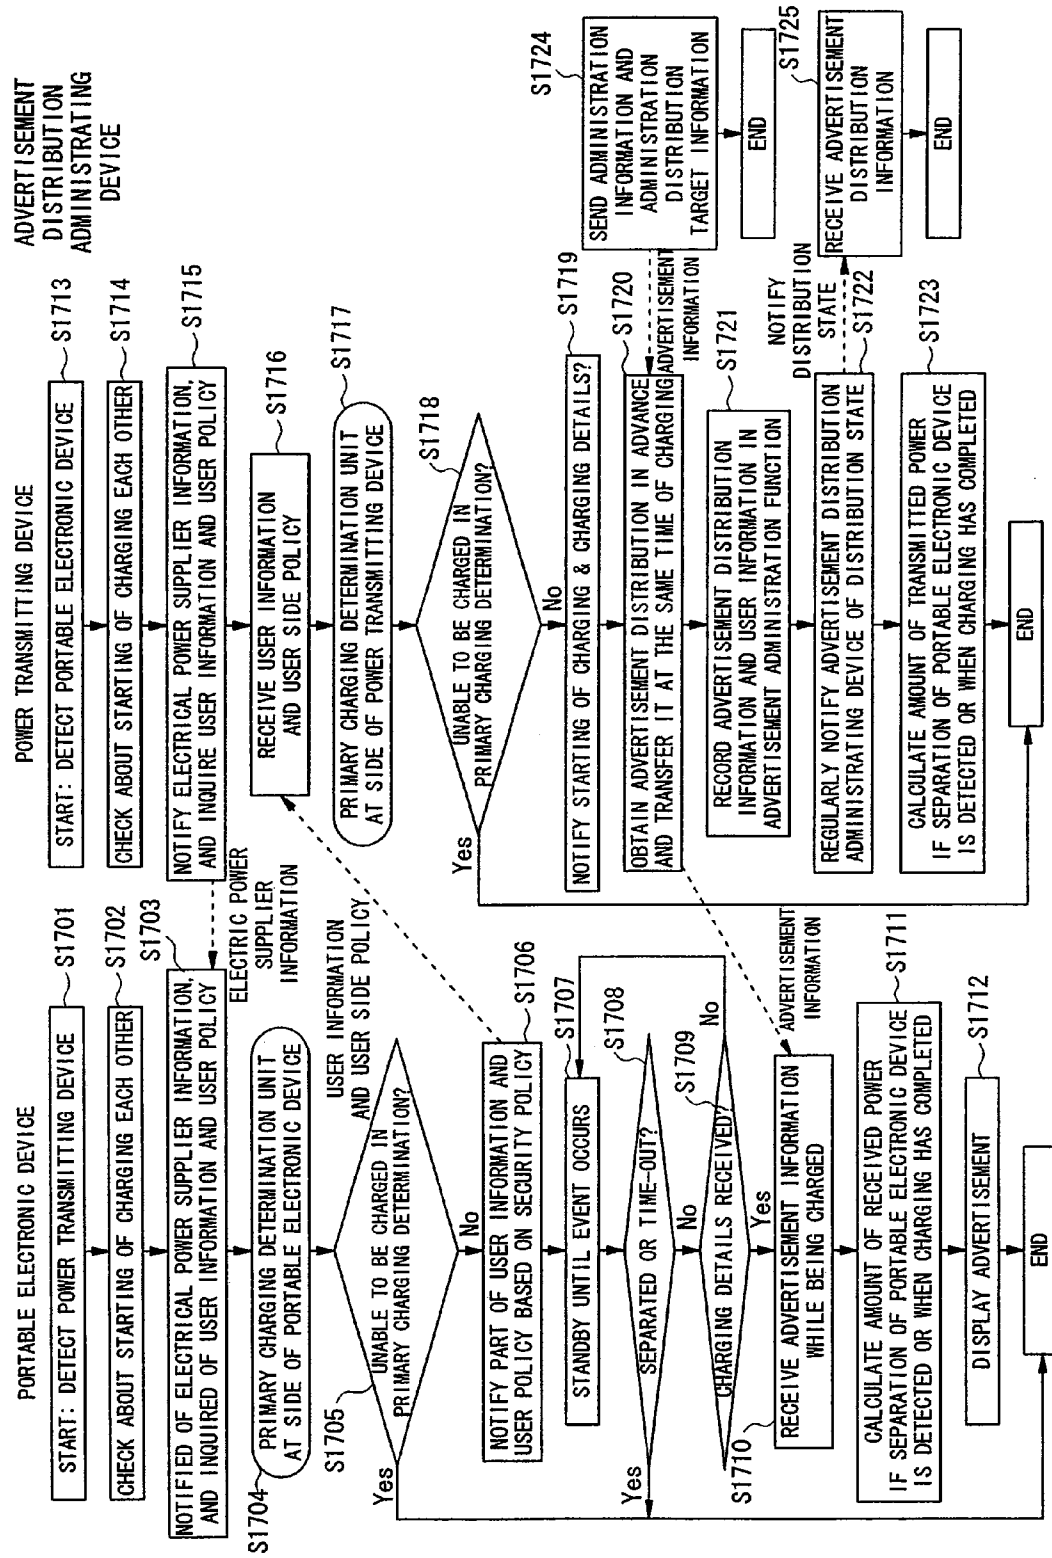 PORTABLE ELECTRONIC DEVICE
START: DETECT POWER TRANSMITTING DEVICE
S1701
CHECK ABOUT STARTING OF CHARGING EACH OTHER
S1702
NOTIFIED OF ELECTRICAL POWER SUPPLIER INFORMATION,
AND INQUIRED OF USER INFORMATION AND USER POLICY
S1703
PRIMARY CHARGING DETERMINATION UNIT
AT SIDE OF PORTABLE ELECTRONIC DEVICE
S1704
UNABLE TO BE CHARGED IN
PRIMARY CHARGING DETERMINATION?
S1705
Yes
No
NOTIFY PART OF USER INFORMATION AND
USER POLICY BASED ON SECURITY POLICY
S1706
STANDBY UNTIL EVENT OCCURS
S1707
SEPARATED OR TIME-OUT?
S1708
Yes
No
CHARGING DETAILS RECEIVED?
S1709
No
Yes
RECEIVE ADVERTISEMENT INFORMATION
WHILE BEING CHARGED
S1710
CALCULATE AMOUNT OF RECEIVED POWER
IF SEPARATION OF PORTABLE ELECTRONIC DEVICE
IS DETECTED OR WHEN CHARGING HAS COMPLETED
S1711
DISPLAY ADVERTISEMENT
S1712
END
ELECTRIC POWER
SUPPLIER
INFORMATION
USER INFORMATION
AND USER SIDE POLICY
ADVERTISEMENT
INFORMATION
POWER TRANSMITTING DEVICE
START: DETECT PORTABLE ELECTRONIC DEVICE
S1713
CHECK ABOUT STARTING OF CHARGING EACH OTHER
S1714
NOTIFY ELECTRICAL POWER SUPPLIER INFORMATION,
AND INQUIRE USER INFORMATION AND USER POLICY
S1715
RECEIVE USER INFORMATION
AND USER SIDE POLICY
S1716
PRIMARY CHARGING DETERMINATION UNIT
AT SIDE OF POWER TRANSMITTING DEVICE
S1717
UNABLE TO BE CHARGED IN
PRIMARY CHARGING DETERMINATION?
S1718
Yes
No
NOTIFY STARTING OF CHARGING & CHARGING DETAILS?
S1719
OBTAIN ADVERTISEMENT DISTRIBUTION IN ADVANCE
AND TRANSFER IT AT THE SAME TIME OF CHARGING
S1720
RECORD ADVERTISEMENT DISTRIBUTION
INFORMATION AND USER INFORMATION IN
ADVERTISEMENT ADMINISTRATION FUNCTION
S1721
REGULARLY NOTIFY ADVERTISEMENT DISTRIBUTION
ADMINISTRATING DEVICE OF DISTRIBUTION STATE
S1722
CALCULATE AMOUNT OF TRANSMITTED POWER
IF SEPARATION OF PORTABLE ELECTRONIC DEVICE
IS DETECTED OR WHEN CHARGING HAS COMPLETED
S1723
END
ADVERTISEMENT
INFORMATION
NOTIFY
DISTRIBUTION
STATE
ADVERTISEMENT
DISTRIBUTION
ADMINISTRATING
DEVICE
SEND ADMINISTRATION
INFORMATION AND
ADMINISTRATION
DISTRIBUTION
TARGET INFORMATION
S1724
END
RECEIVE ADVERTISEMENT
DISTRIBUTION
INFORMATION
S1725
END